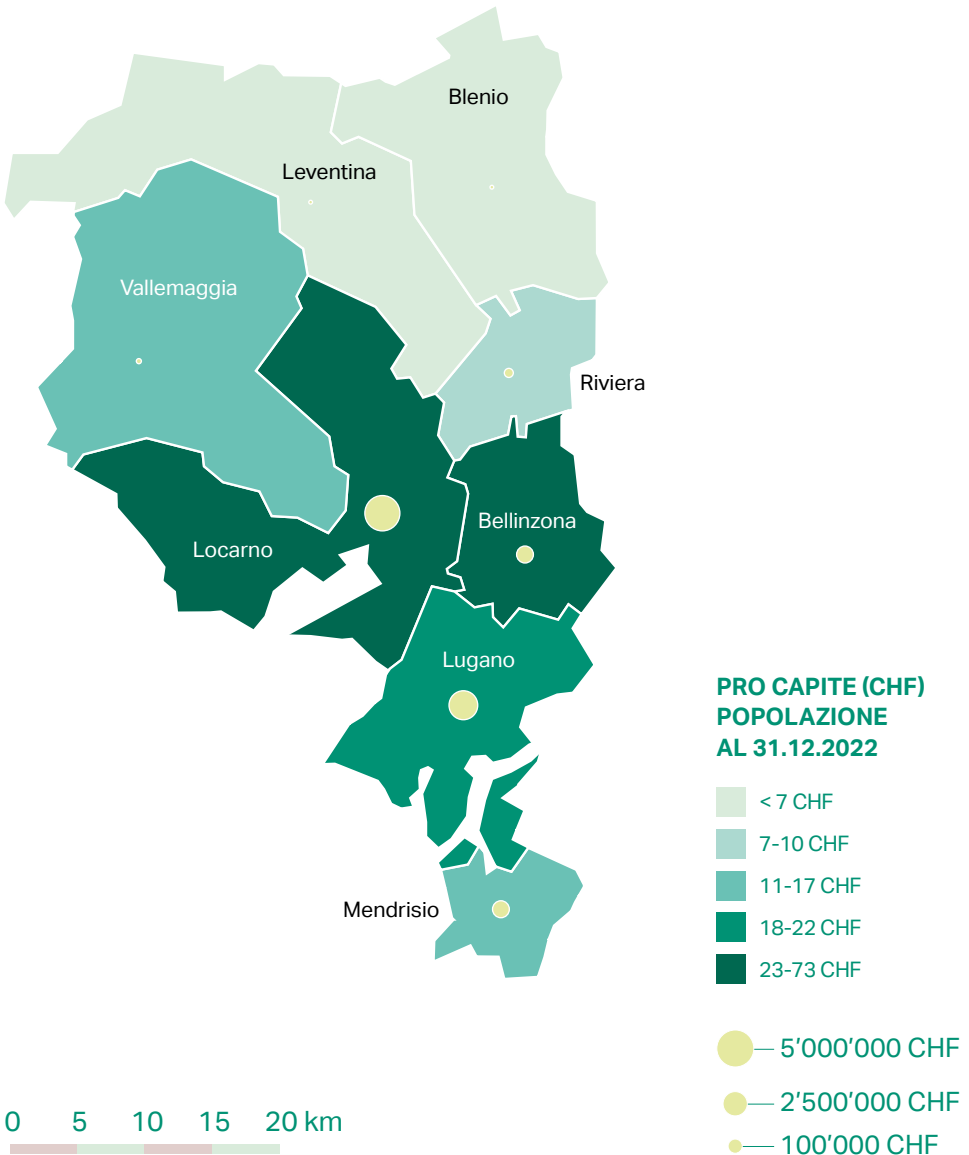 Blenio
Leventina
Vallemaggia
Riviera
Bellinzona
Locarno
Lugano
Mendrisio
PRO CAPITE (CHF)
POPOLAZIONE
AL 31.12.2022
< 7 CHF
7-10 CHF
11-17 CHF
18-22 CHF
23-73 CHF
5’000’000 CHF
2’500’000 CHF
100’000 CHF
0 5 10 15 20 km